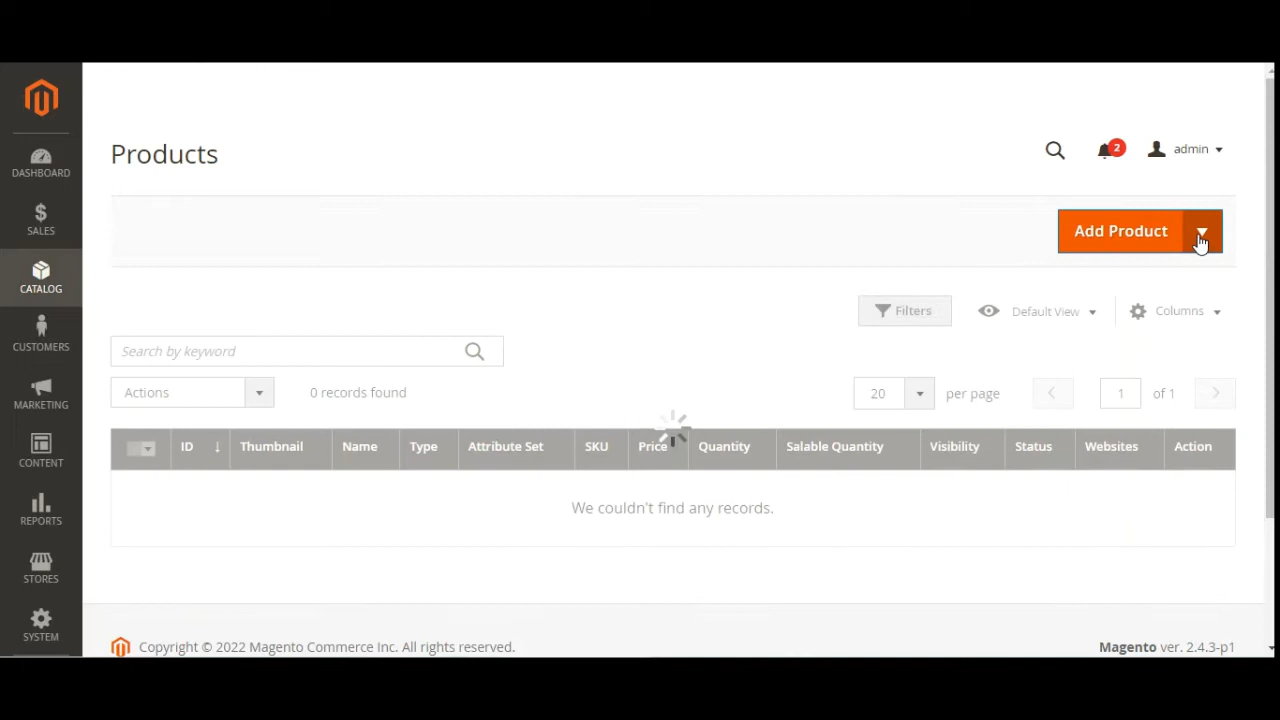 Products
2
admin
DASHBOARD
SALES
CATALOG
CUSTOMERS
MARKETING
CONTENT
REPORTS
STORES
SYSTEM
Add Product
Filters
Default View
Columns
Search by keyword
Actions
0 records found
20
per page
1
of 1
ID ↓ Thumbnail Name Type Attribute Set SKU Price Quantity Salable Quantity Visibility Status Websites Action
We couldn't find any records.
Copyright © 2022 Magento Commerce Inc. All rights reserved.
Magento ver. 2.4.3-p1